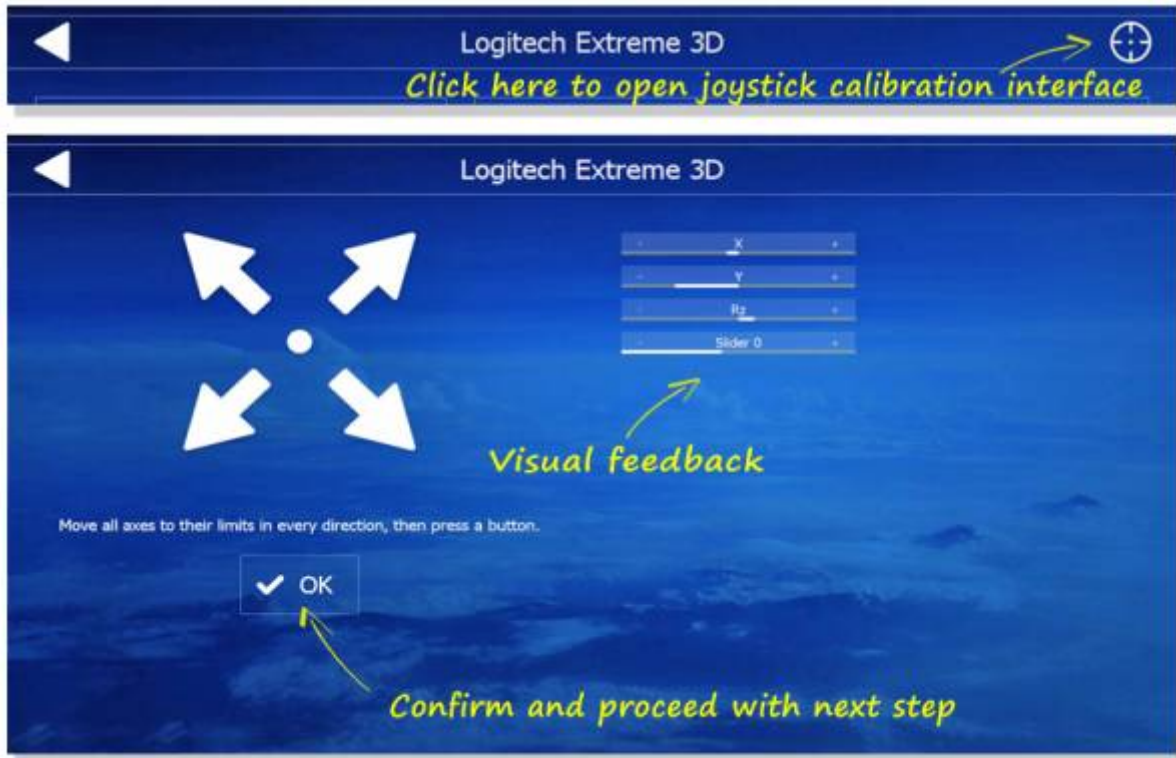 Logitech Extreme 3D
Click here to open joystick calibration interface
Logitech Extreme 3D
- X +
- Y +
- Rz +
- Slider 0 +
Visual feedback
Move all axes to their limits in every direction, then press a button.
OK
Confirm and proceed with next step